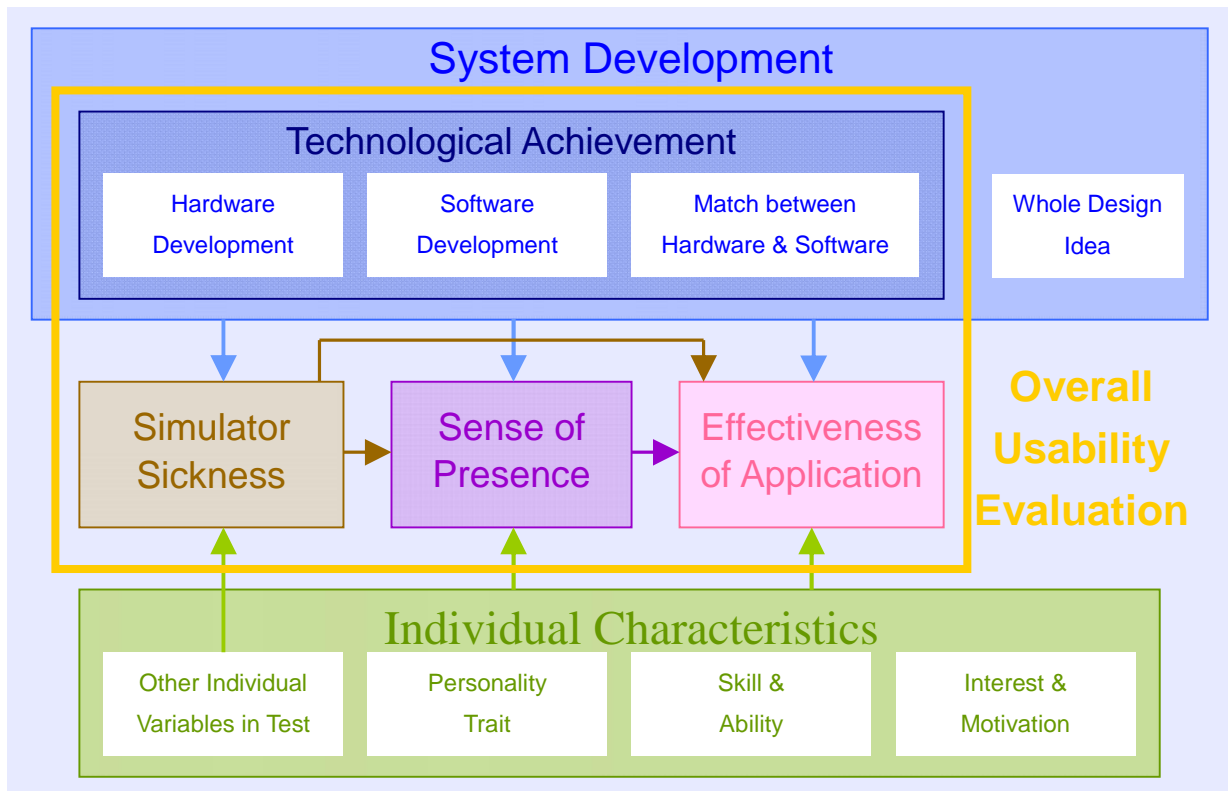 System Development
Technological Achievement
Hardware
Development
Software
Development
Match between
Hardware & Software
Whole Design
Idea
Simulator
Sickness
Sense of
Presence
Effectiveness
of Application
Overall
Usability
Evaluation
Individual Characteristics
Other Individual
Variables in Test
Personality
Trait
Skill &
Ability
Interest &
Motivation